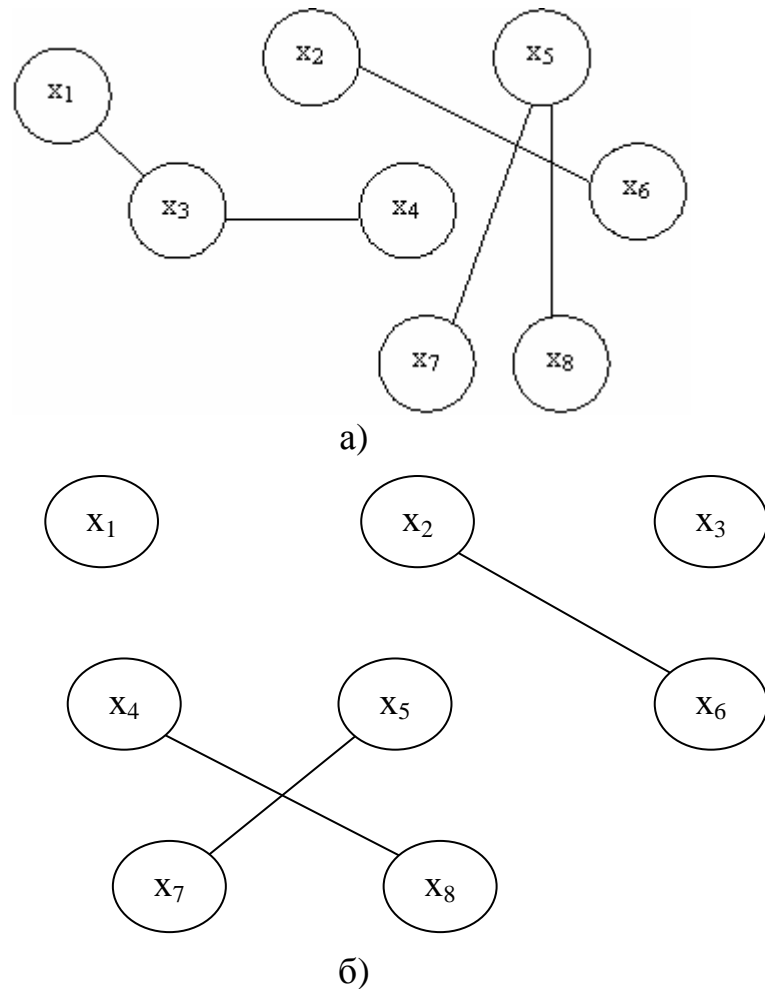 x₂ x₅
x₁
x₃ x₄ x₆
x₇ x₈
а)
x₁ x₂ x₃
x₄ x₅ x₆
x₇ x₈
б)